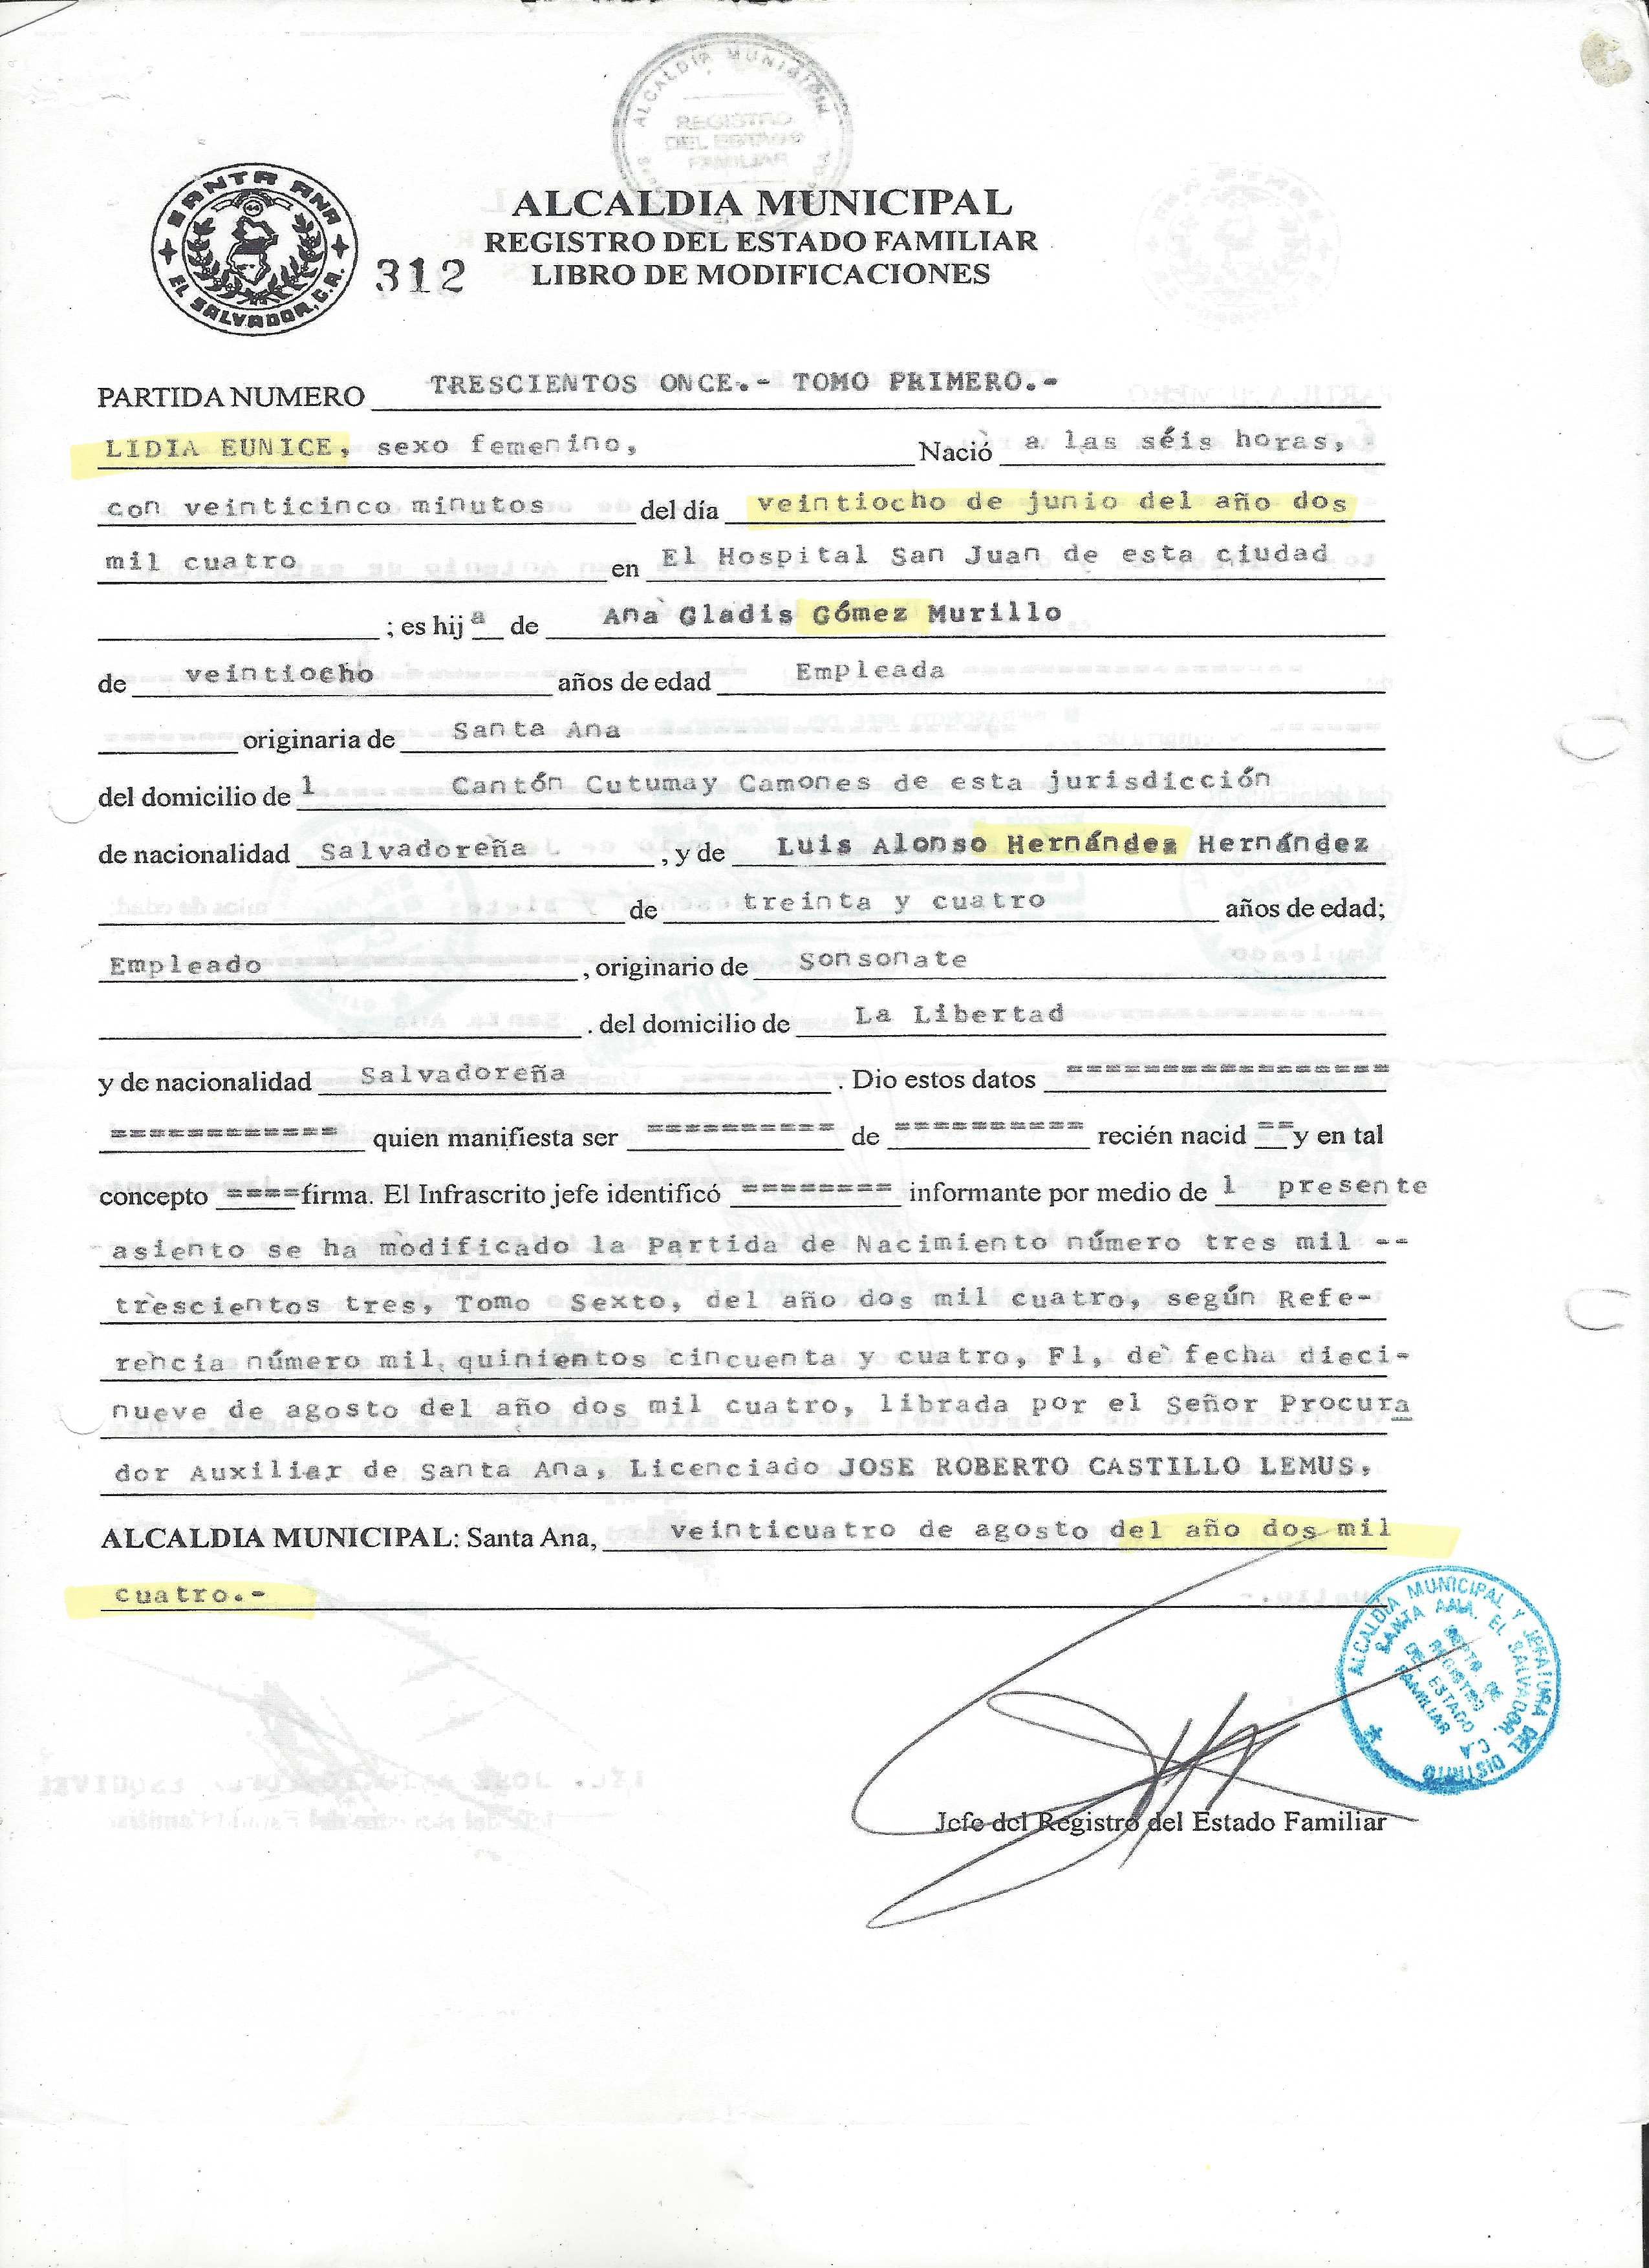 ALCALDIA MUNICIPAL
REGISTRO
DEL ESTADO
FAMILIAR
SANTA ANA
EL SALVADOR, C.A.
312
ALCALDIA MUNICIPAL
REGISTRO DEL ESTADO FAMILIAR
LIBRO DE MODIFICACIONES
PARTIDA NUMERO TRESCIENTOS ONCE.- TOMO PRIMERO.-
LIDIA EUNICE, sexo femenino, Nació a las séis horas,
con veinticinco minutos del día veintiocho de junio del año dos
mil cuatro en El Hospital San Juan de esta ciudad
; es hij a de Ana Gladis Gómez Murillo
de veintiocho años de edad Empleada
originaria de Santa Ana
del domicilio de l Cantón Cutumay Camones de esta jurisdicción
de nacionalidad Salvadoreña , y de Luis Alonso Hernández Hernández
de treinta y cuatro años de edad;
Empleado , originario de Sonsonate
. del domicilio de La Libertad
y de nacionalidad Salvadoreña . Dio estos datos =================
============ quien manifiesta ser ========== de ========== recién nacid == y en tal
concepto ==== firma. El Infrascrito jefe identificó ======== informante por medio de l presente
asiento se ha modificado la Partida de Nacimiento número tres mil --
trescientos tres, Tomo Sexto, del año dos mil cuatro, según Refe-
rencia número mil quinientos cincuenta y cuatro, Fl, de fecha dieci-
nueve de agosto del año dos mil cuatro, librada por el Señor Procura
dor Auxiliar de Santa Ana, Licenciado JOSE ROBERTO CASTILLO LEMUS,
ALCALDIA MUNICIPAL: Santa Ana, veinticuatro de agosto del año dos mil
cuatro.-
ALCALDIA MUNICIPAL Y JEFATURA DEL DISTRITO
SANTA ANA, EL SALVADOR, C.A.
DEPTO. DE
REGISTRO
DEL ESTADO
FAMILIAR
Jefe del Registro del Estado Familiar